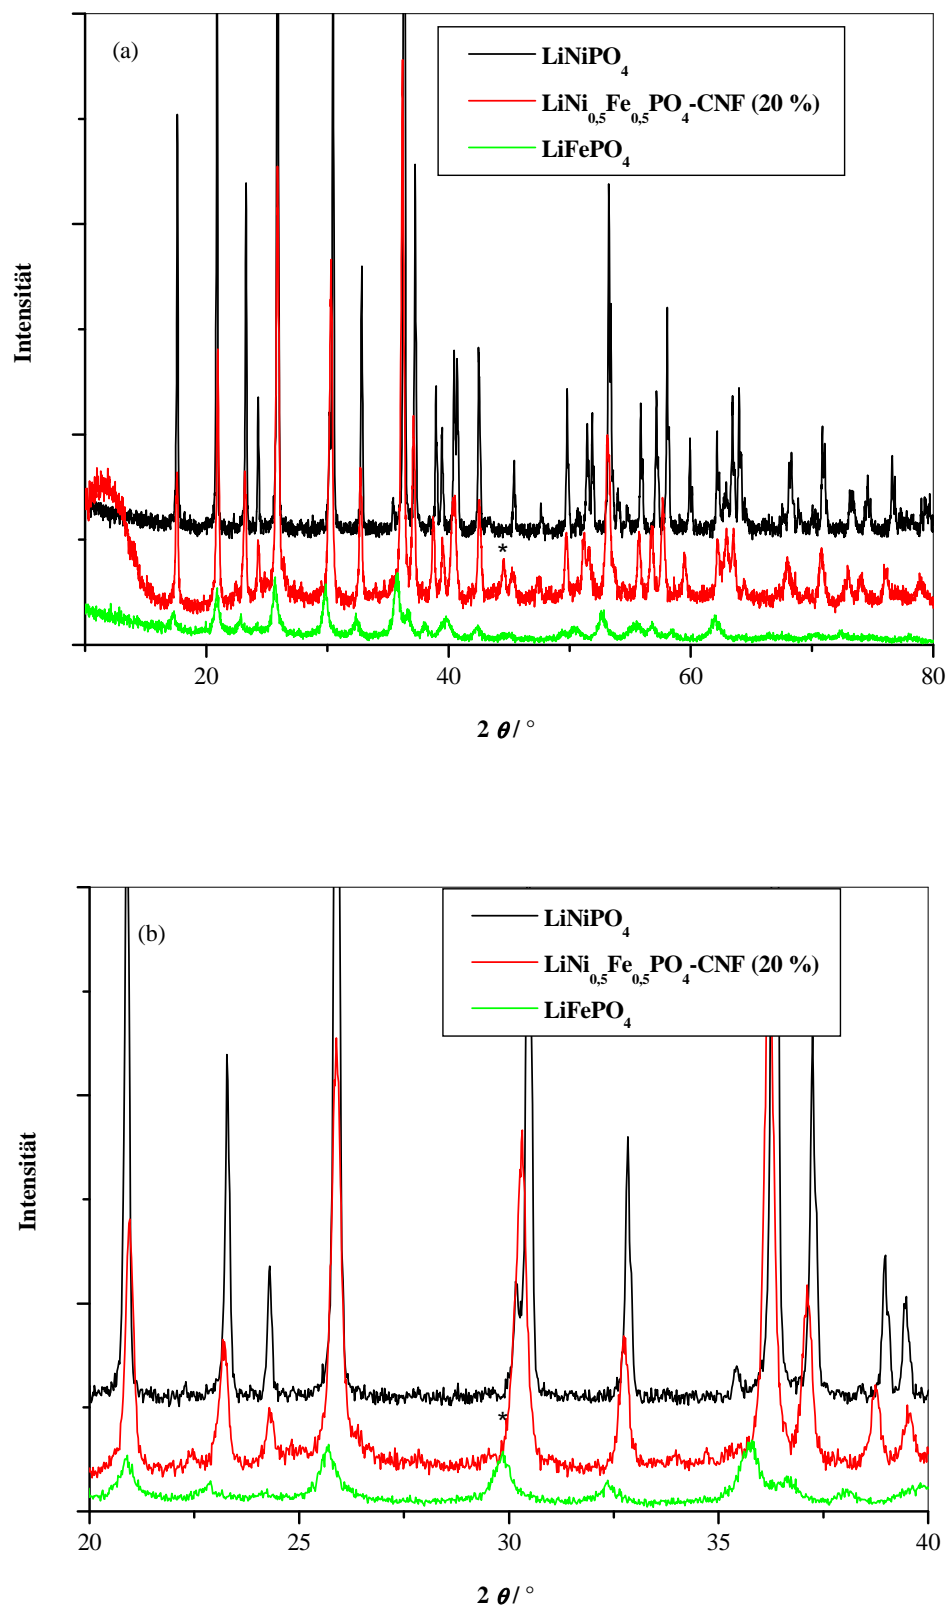 (a)
LiNiPO4
LiNi0,5Fe0,5PO4-CNF (20 %)
LiFePO4
Intensität
*
20 40 60 80
2 θ / °
(b)
LiNiPO4
LiNi0,5Fe0,5PO4-CNF (20 %)
LiFePO4
Intensität
*
20 25 30 35 40
2 θ / °